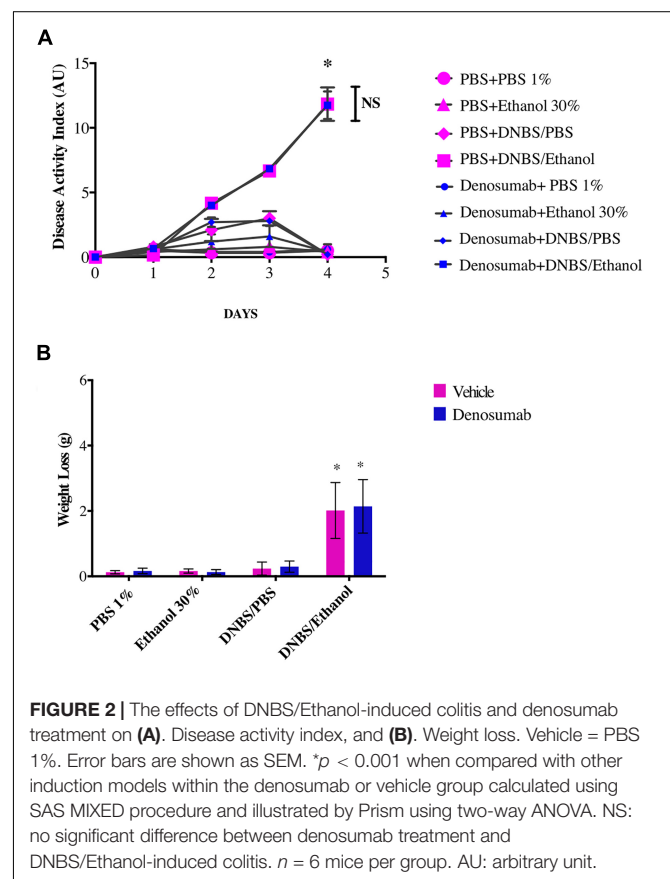 A
Disease Activity Index (AU)
15
10
5
0
0 1 2 3 4 5
DAYS
*
NS
PBS+PBS 1%
PBS+Ethanol 30%
PBS+DNBS/PBS
PBS+DNBS/Ethanol
Denosumab+ PBS 1%
Denosumab+Ethanol 30%
Denosumab+DNBS/PBS
Denosumab+DNBS/Ethanol
B
Weight Loss (g)
6
4
2
0
* *
PBS 1%
Ethanol 30%
DNBS/PBS
DNBS/Ethanol
Vehicle
Denosumab
FIGURE 2 | The effects of DNBS/Ethanol-induced colitis and denosumab
treatment on (A). Disease activity index, and (B). Weight loss. Vehicle = PBS
1%. Error bars are shown as SEM. *p < 0.001 when compared with other
induction models within the denosumab or vehicle group calculated using
SAS MIXED procedure and illustrated by Prism using two-way ANOVA. NS:
no significant difference between denosumab treatment and
DNBS/Ethanol-induced colitis. n = 6 mice per group. AU: arbitrary unit.